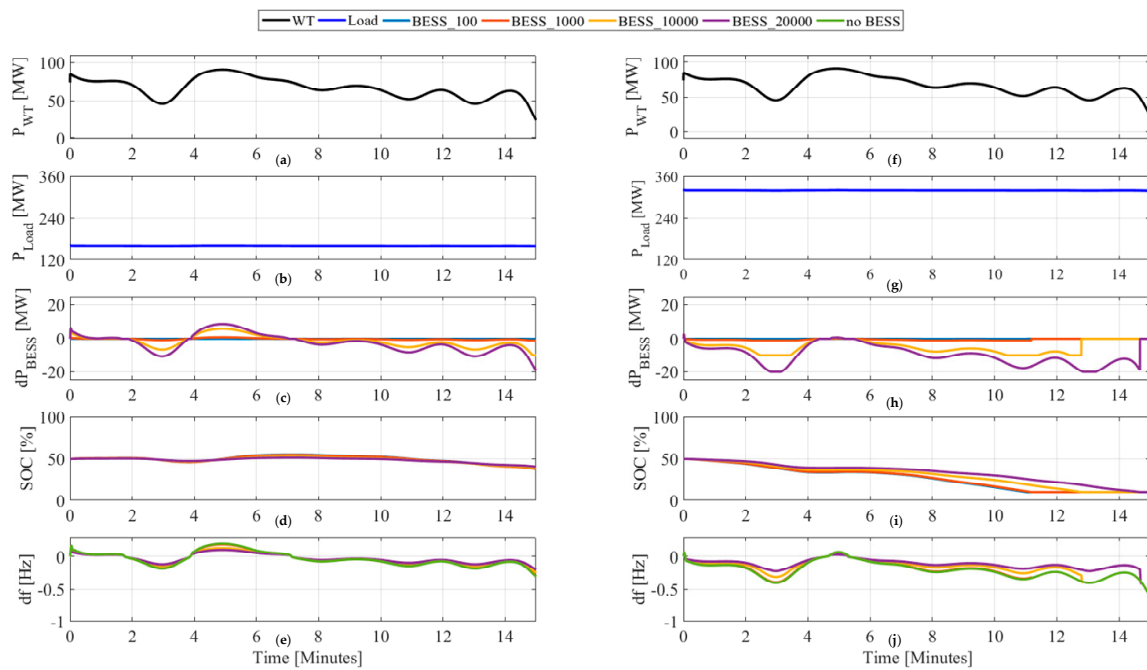 WT Load BESS_100 BESS_1000 BESS_10000 BESS_20000 no BESS
P_WT [MW]
100
50
0
0 2 4 6 8 10 12 14
(a)
P_Load [MW]
360
240
120
0 2 4 6 8 10 12 14
(b)
dP_BESS [MW]
20
0
-20
0 2 4 6 8 10 12 14
(c)
SOC [%]
100
50
0
0 2 4 6 8 10 12 14
(d)
df [Hz]
0
-0.5
-1
0 2 4 6 8 10 12 14
(e)
Time [Minutes]
P_WT [MW]
100
50
0
0 2 4 6 8 10 12 14
(f)
P_Load [MW]
360
240
120
0 2 4 6 8 10 12 14
(g)
dP_BESS [MW]
20
0
-20
0 2 4 6 8 10 12 14
(h)
SOC [%]
100
50
0
0 2 4 6 8 10 12 14
(i)
df [Hz]
0
-0.5
-1
0 2 4 6 8 10 12 14
(j)
Time [Minutes]